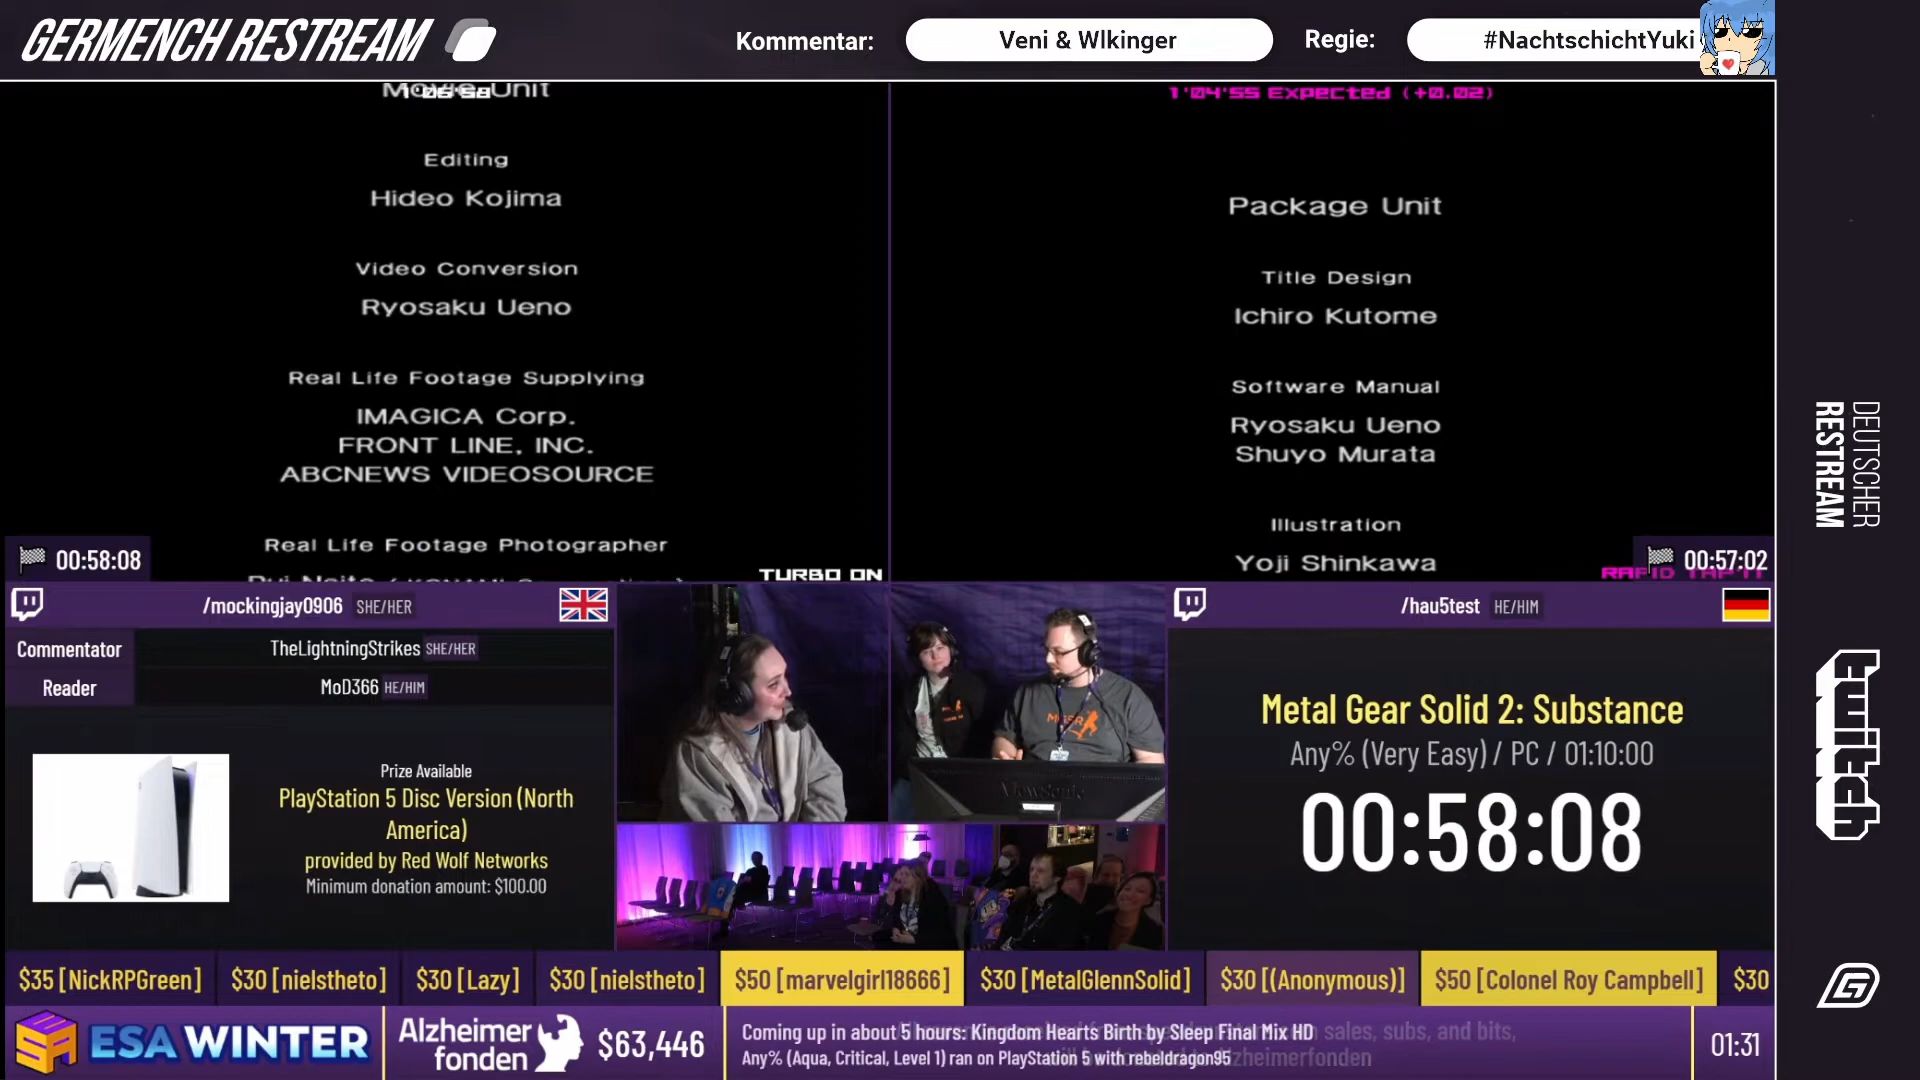 GERMENCH RESTREAM
Kommentar:
Veni & Wlkinger
Regie:
#NachtschichtYuki
Movie Unit
Editing
Hideo Kojima
Video Conversion
Ryosaku Ueno
Real Life Footage Supplying
IMAGICA Corp.
FRONT LINE, INC.
ABCNEWS VIDEOSOURCE
Real Life Footage Photographer
00:58:08
TURBO ON
1'04'55 Expected (+0.02)
Package Unit
Title Design
Ichiro Kutome
Software Manual
Ryosaku Ueno
Shuyo Murata
Illustration
Yoji Shinkawa
00:57:02
/mockingjay0906 SHE/HER
Commentator
TheLightningStrikes SHE/HER
Reader
MoD366 HE/HIM
Prize Available
PlayStation 5 Disc Version (North
America)
provided by Red Wolf Networks
Minimum donation amount: $100.00
ViewSonic
/hau5test HE/HIM
Metal Gear Solid 2: Substance
Any% (Very Easy) / PC / 01:10:00
00:58:08
$35 [NickRPGreen]
$30 [nielstheto]
$30 [Lazy]
$30 [nielstheto]
$50 [marvelgirl18666]
$30 [MetalGlennSolid]
$30 [(Anonymous)]
$50 [Colonel Roy Campbell]
$30
ESA WINTER
Alzheimer
fonden
$63,446
Coming up in about 5 hours: Kingdom Hearts Birth by Sleep Final Mix HD
sales, subs, and bits,
Any% (Aqua, Critical, Level 1) ran on PlayStation 5 with rebeldragon95
01:31
DEUTSCHER
RESTREAM
twitch